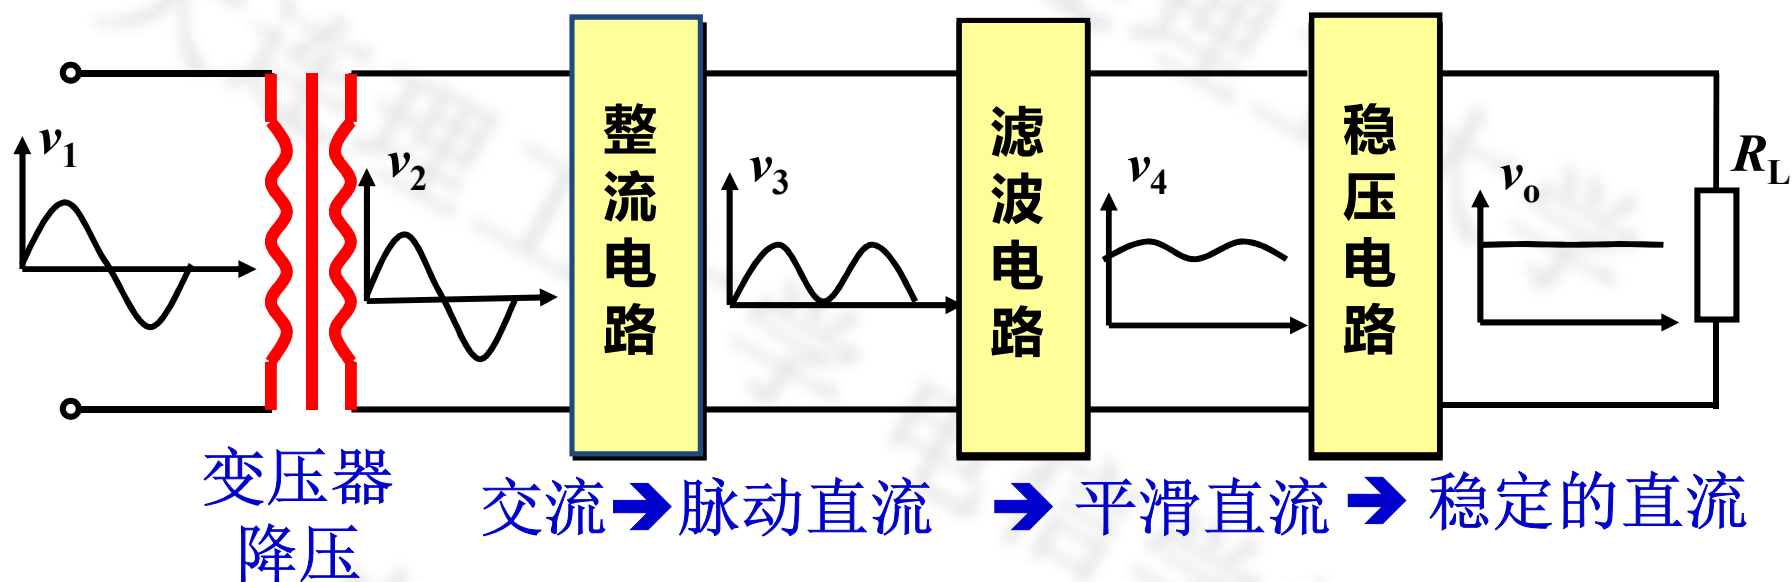 v1
v2
整流电路
v3
滤波电路
v4
稳压电路
vo
RL
变压器
降压
交流
脉动直流
平滑直流
稳定的直流